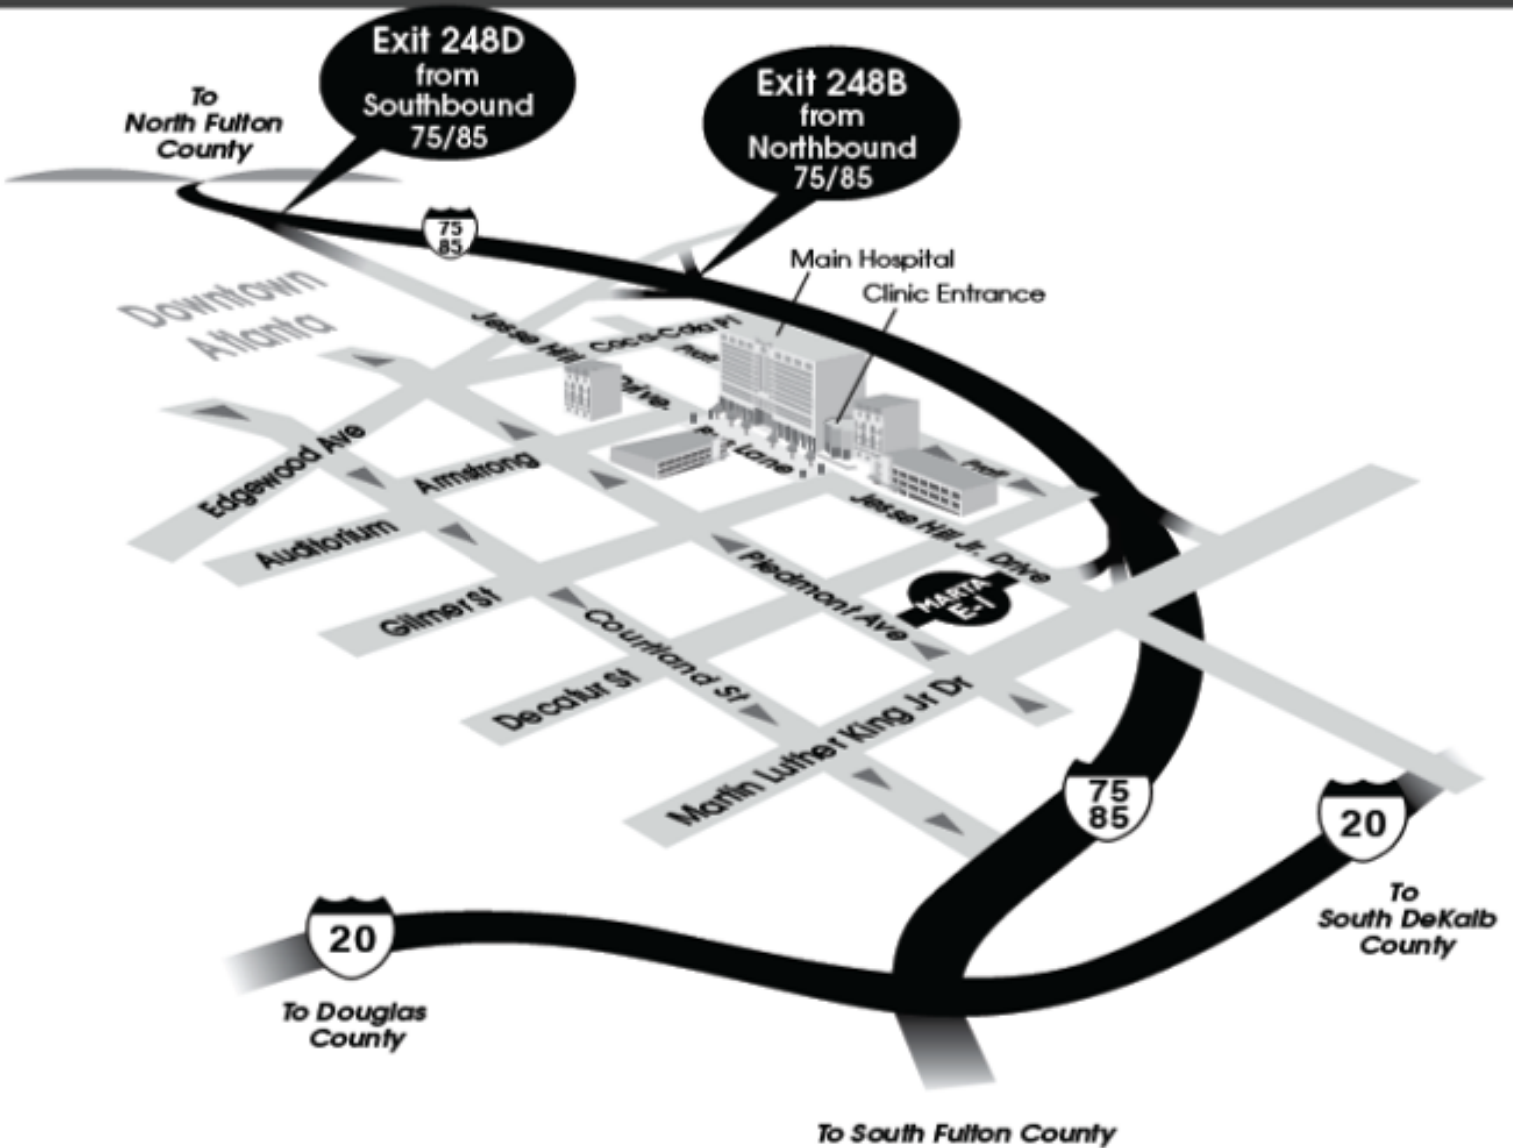 Exit 248D
from
Southbound
75/85
Exit 248B
from
Northbound
75/85
To
North Fulton
County
75
85
Main Hospital
Clinic Entrance
Downtown
Atlanta
Jesse Hill
Drive
Coca-Cola Pl
Pratt
Lane
Pratt
Edgewood Ave
Armstrong
Auditorium
Jesse Hill Jr. Drive
Gilmer St
Piedmont Ave
MARTA
E-1
Courtland St
Decatur St
Martin Luther King Jr Dr
75
85
20
To
South DeKalb
County
20
To Douglas
County
To South Fulton County